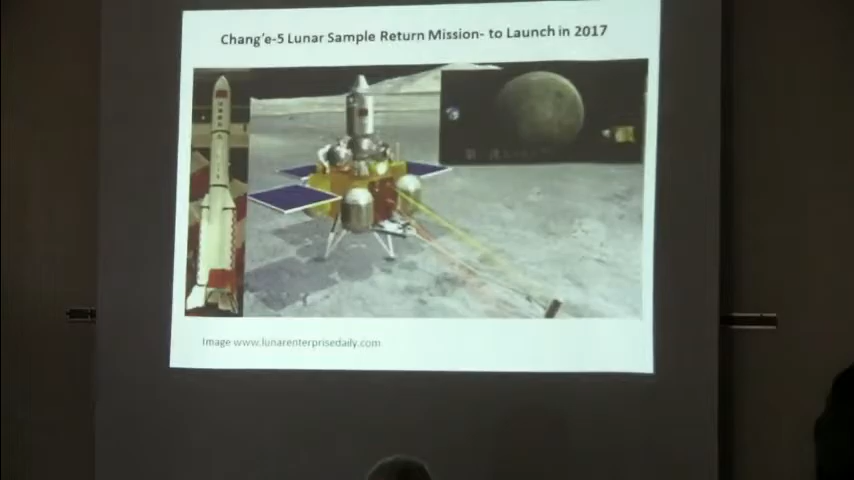 Chang'e-5 Lunar Sample Return Mission- to Launch in 2017
Image www.lunarenterprisedaily.com